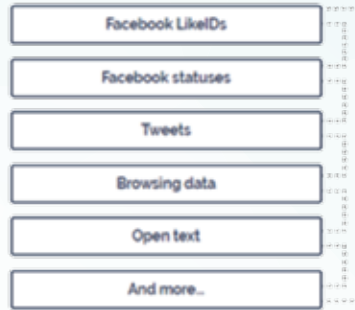 Facebook LikeIDs
Facebook statuses
Tweets
Browsing data
Open text
And more...